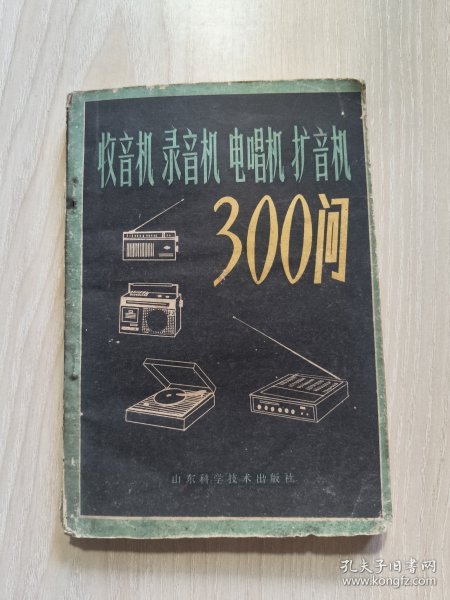 收音机 录音机 电唱机 扩音机
300问
山东科学技术出版社
孔夫子旧书网
www.kongfz.com